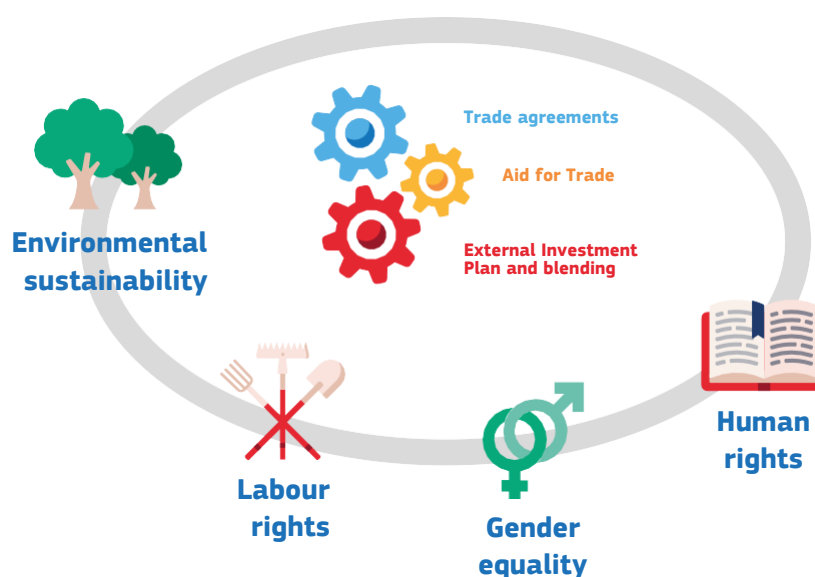 Trade agreements
Aid for Trade
External Investment
Plan and blending
Environmental
sustainability
Labour
rights
Gender
equality
Human
rights